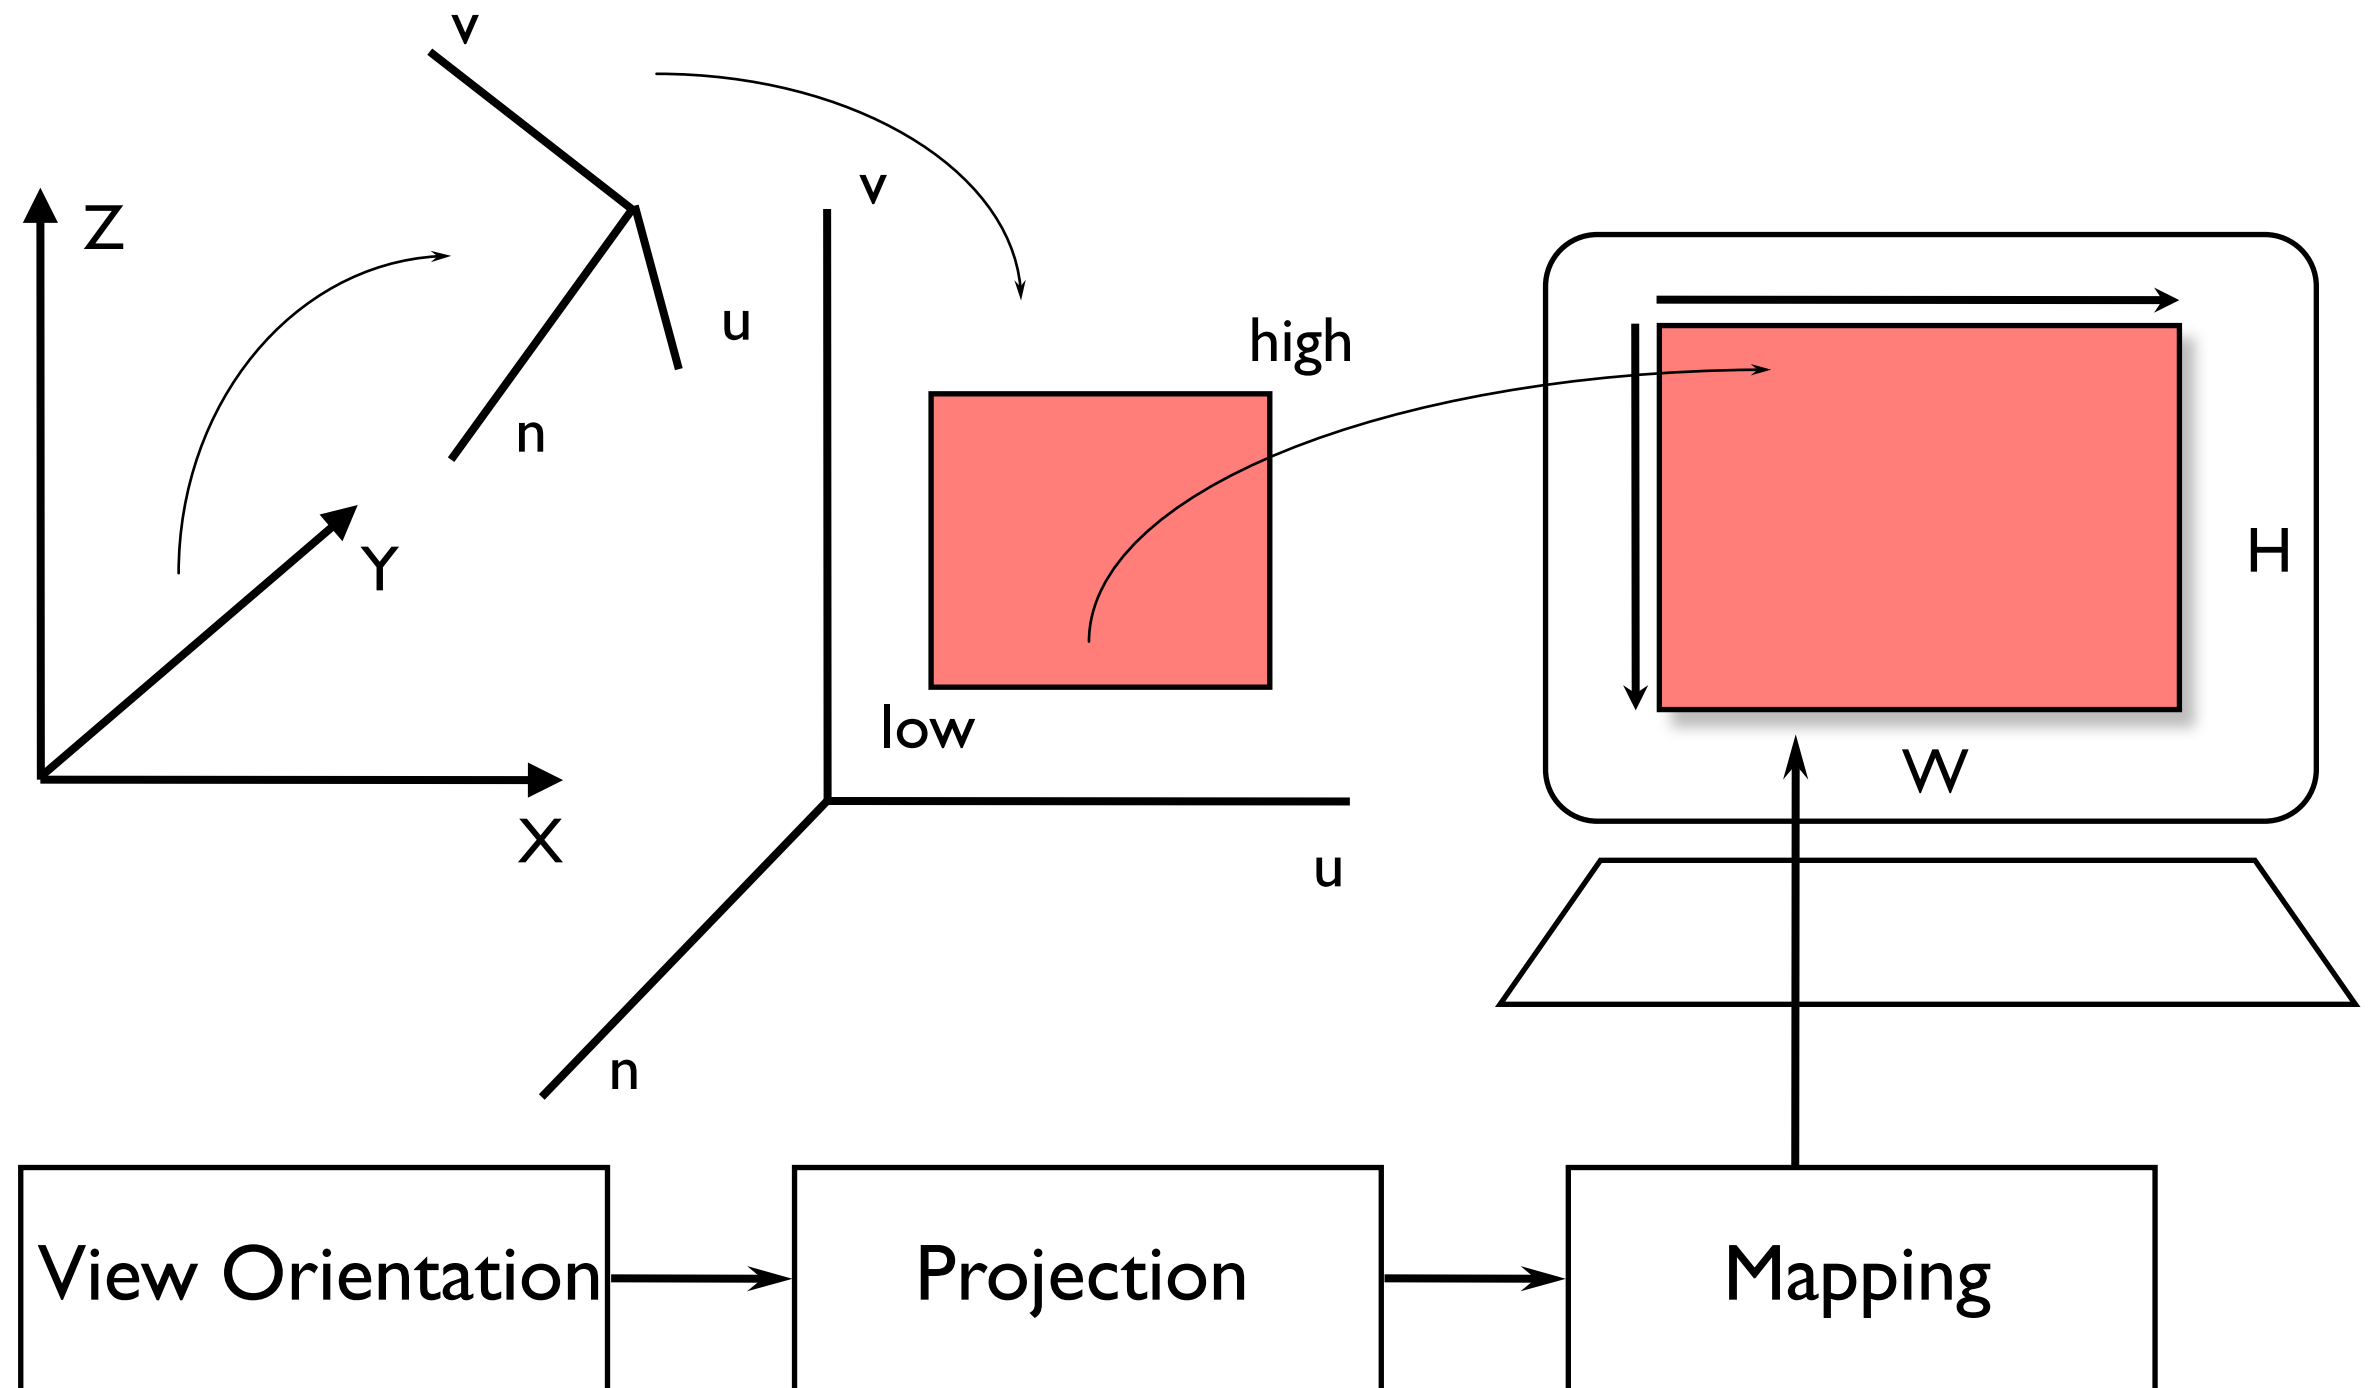 v
v
Z
u
high
n
Y
H
low
W
X
u
n
View Orientation
Projection
Mapping